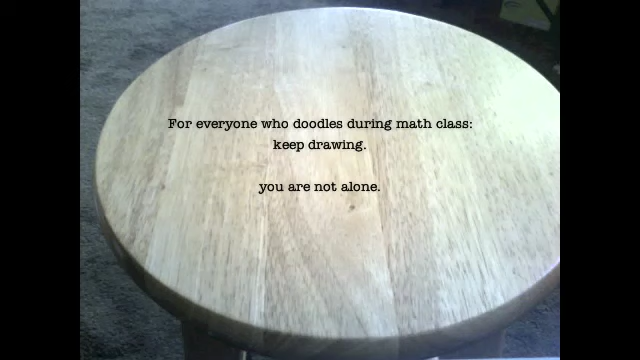 For everyone who doodles during math class:
keep drawing.
you are not alone.